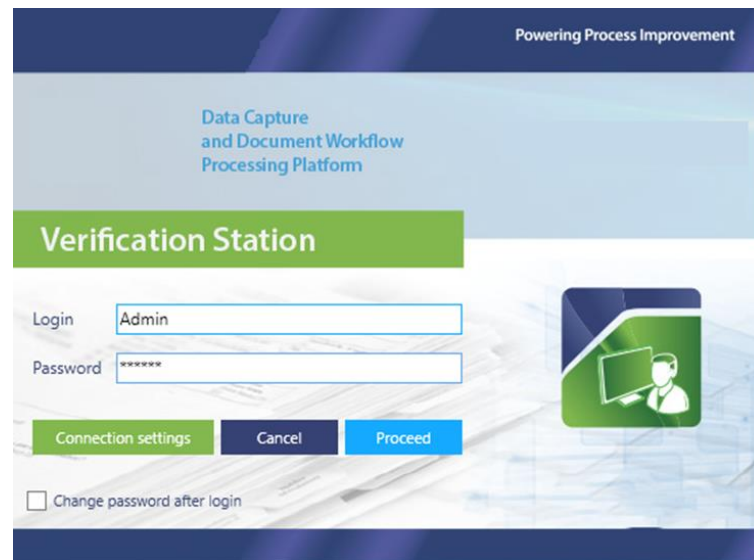 Powering Process Improvement
Data Capture
and Document Workflow
Processing Platform
Verification Station
Login Admin
Password ******
Connection settings Cancel Proceed
Change password after login